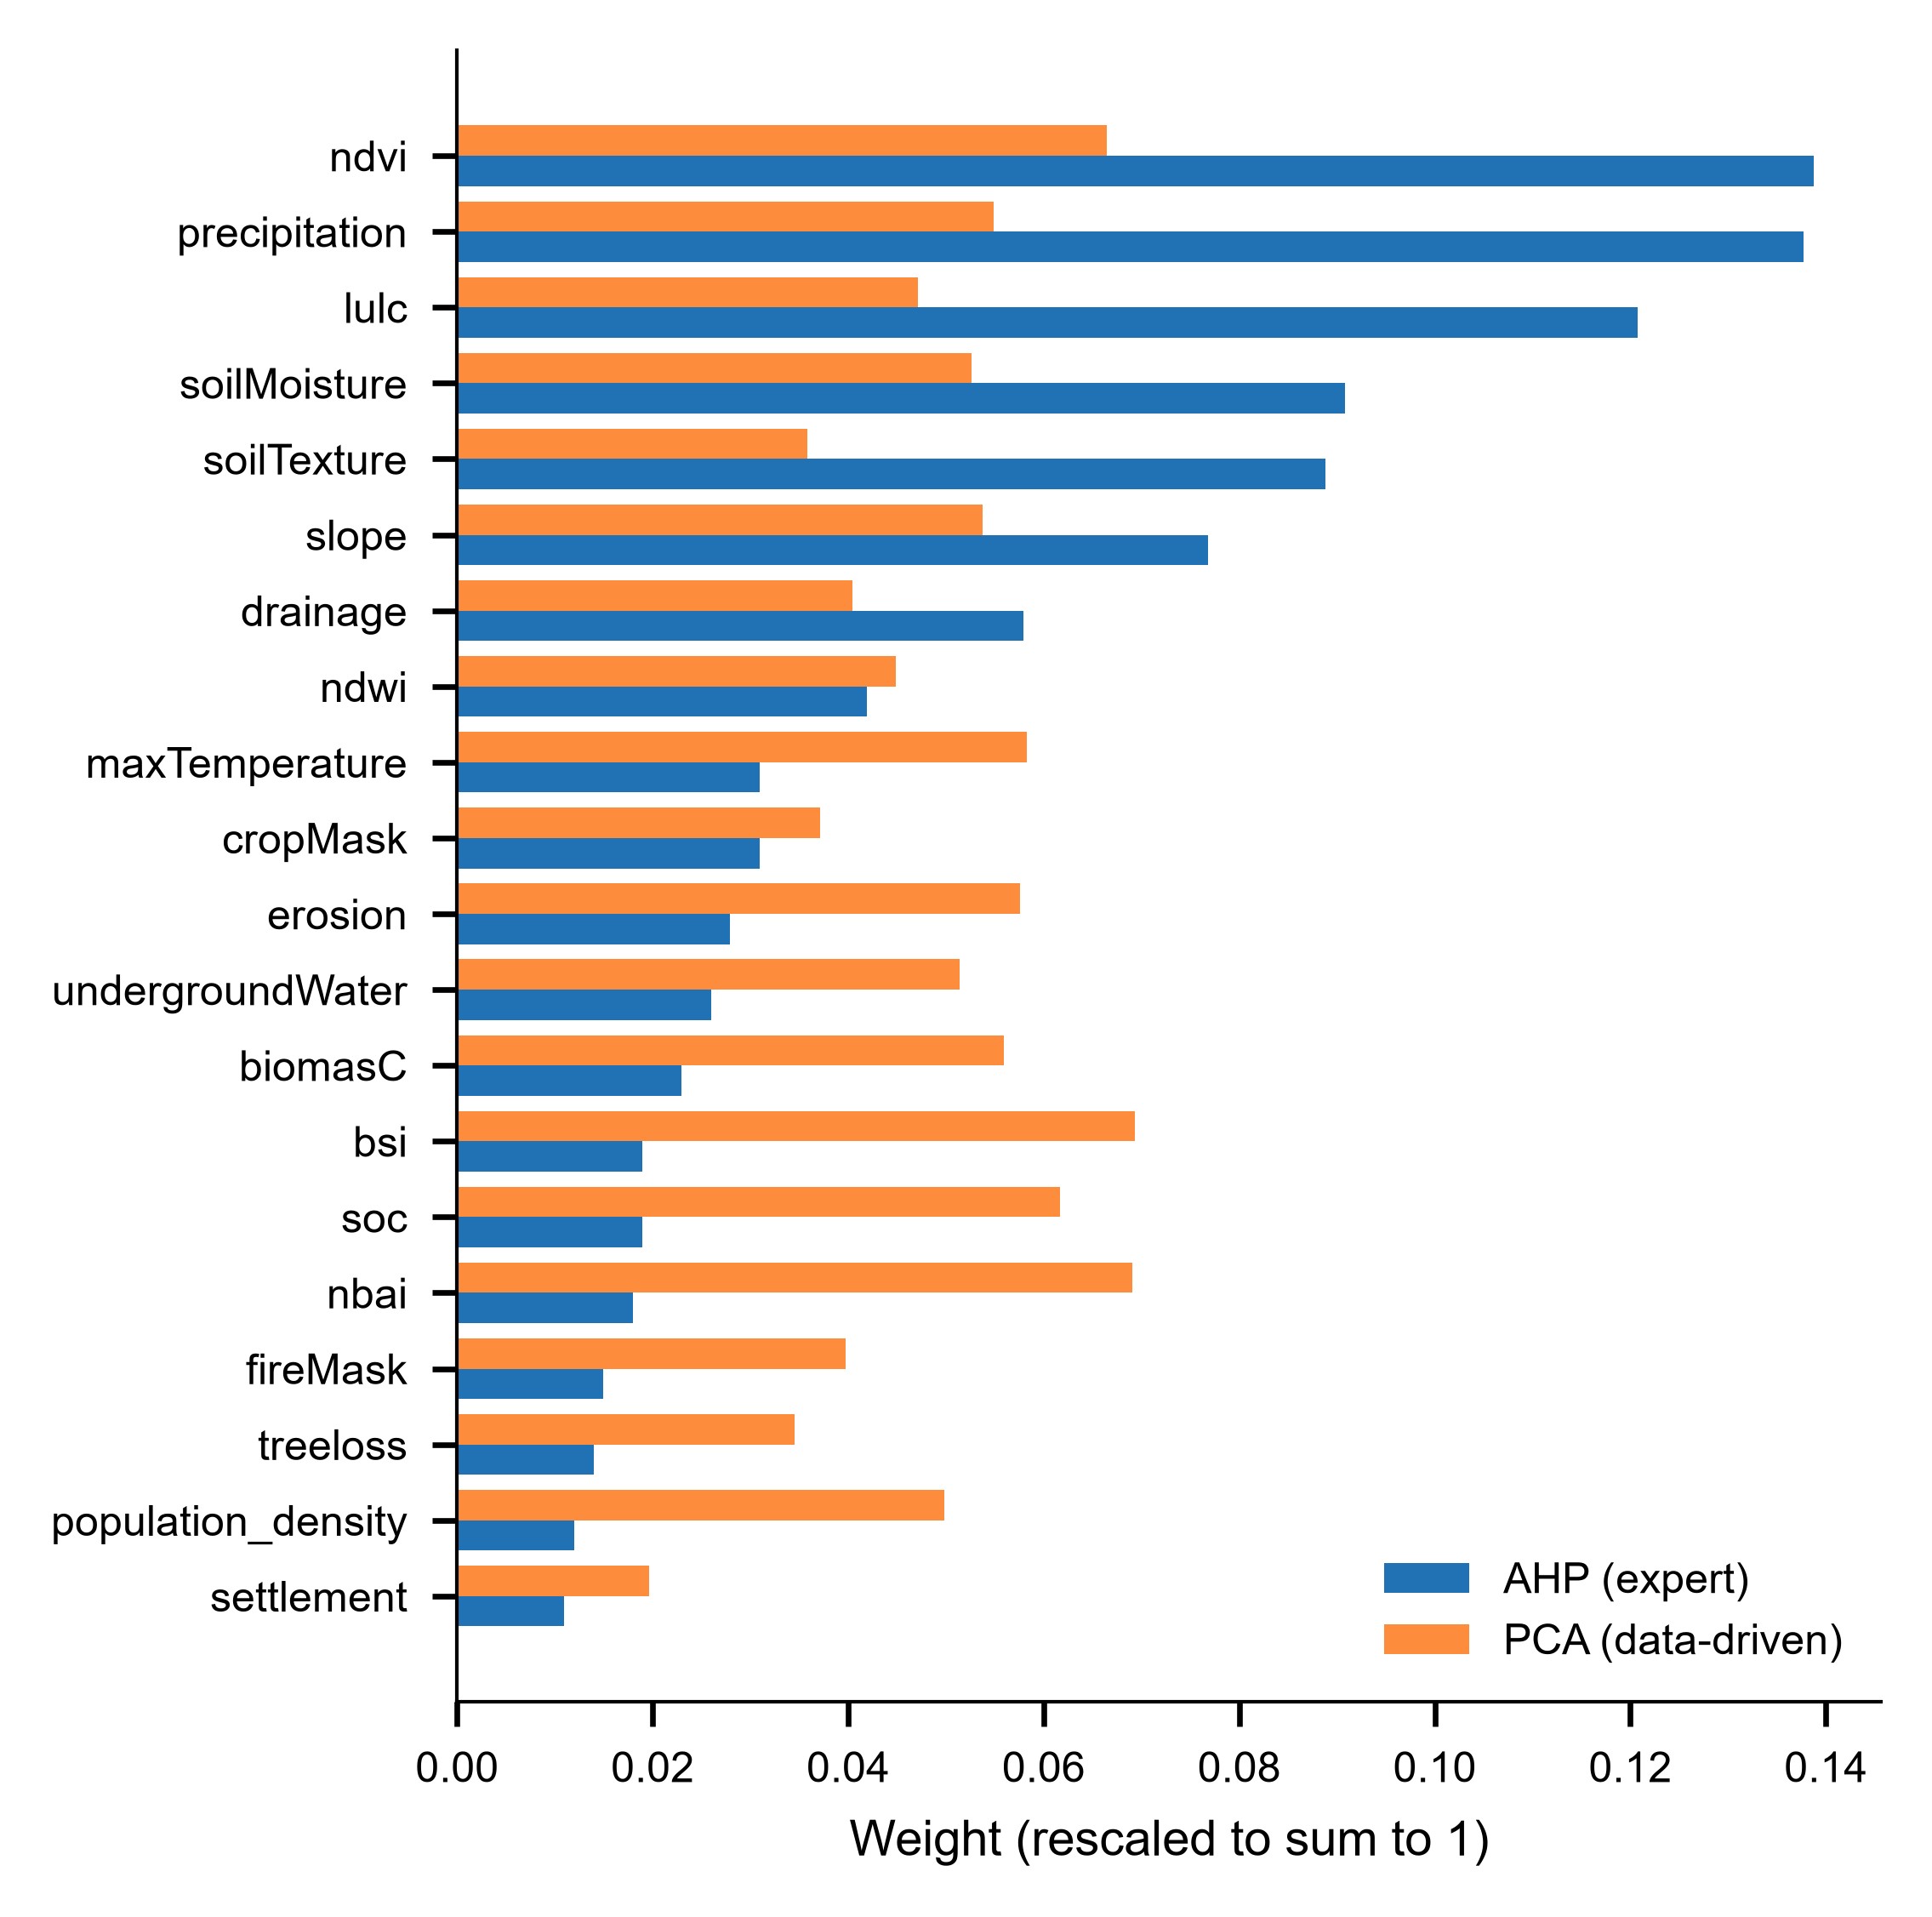 ndvi
precipitation
lulc
soilMoisture
soilTexture
slope
drainage
ndwi
maxTemperature
cropMask
erosion
undergroundWater
biomasC
bsi
soc
nbai
fireMask
treeloss
population_density
settlement
AHP (expert)
PCA (data-driven)
0.00 0.02 0.04 0.06 0.08 0.10 0.12 0.14
Weight (rescaled to sum to 1)